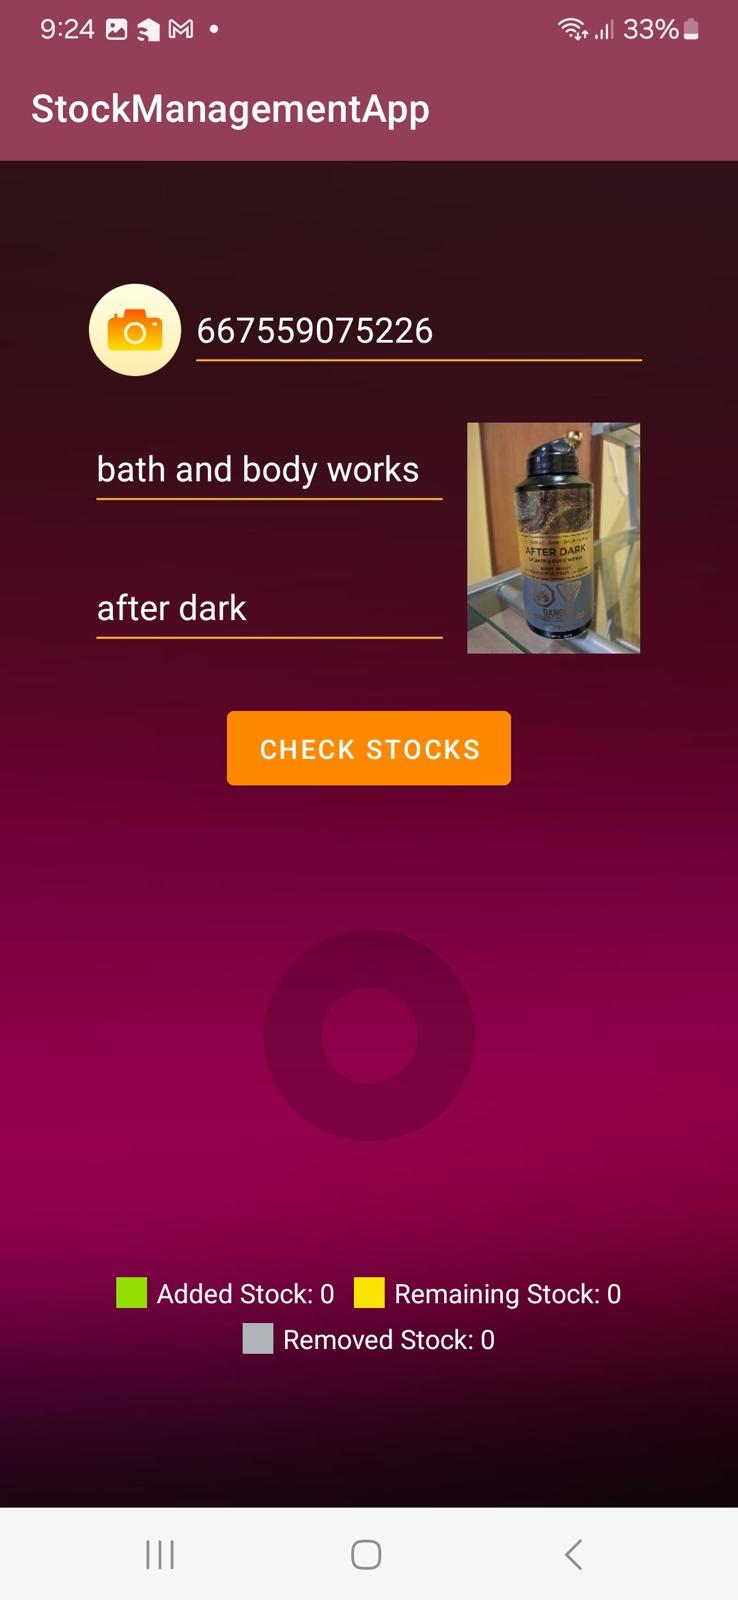 9:24
33%
StockManagementApp
667559075226
bath and body works
AFTER DARK
after dark
CHECK STOCKS
Added Stock: 0 Remaining Stock: 0
Removed Stock: 0